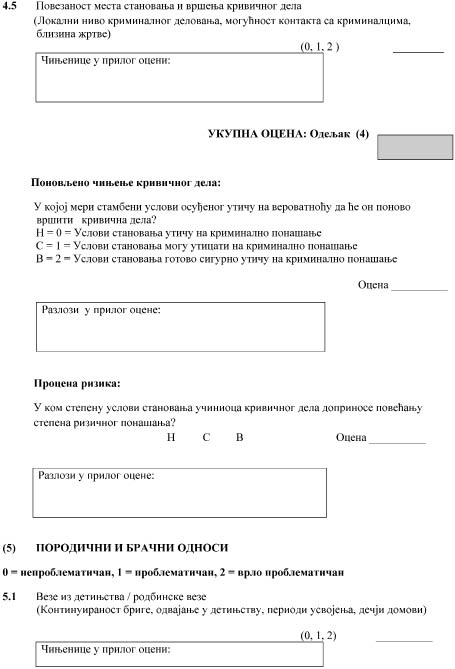 4.5 Повезаност места становања и вршења кривичног дела
(Локални ниво криминалног деловања, могућност контакта са криминалцима,
близина жртве)
(0, 1, 2 ) ________
Чињенице у прилог оцени:
УКУПНА ОЦЕНА: Одељак (4)
Поновљено чињење кривичног дела:
У којој мери стамбени услови осуђеног утичу на вероватноћу да ће он поново
вршити кривична дела?
Н = 0 = Услови становања утичу на криминално понашање
С = 1 = Услови становања могу утицати на криминално понашање
В = 2 = Услови становања готово сигурно утичу на криминално понашање
Оцена __________
Разлози у прилог оцене:
Процена ризика:
У ком степену услови становања учиниоца кривичног дела доприносе повећању
степена ризичног понашања?
Н С В Оцена __________
Разлози у прилог оцене:
(5) ПОРОДИЧНИ И БРАЧНИ ОДНОСИ
0 = непроблематичан, 1 = проблематичан, 2 = врло проблематичан
5.1 Везе из детињства / родбинске везе
(Континуираност бриге, одвајање у детињству, периоди усвојења, дечји домови)
(0, 1, 2) __________
Чињенице у прилог оцени: